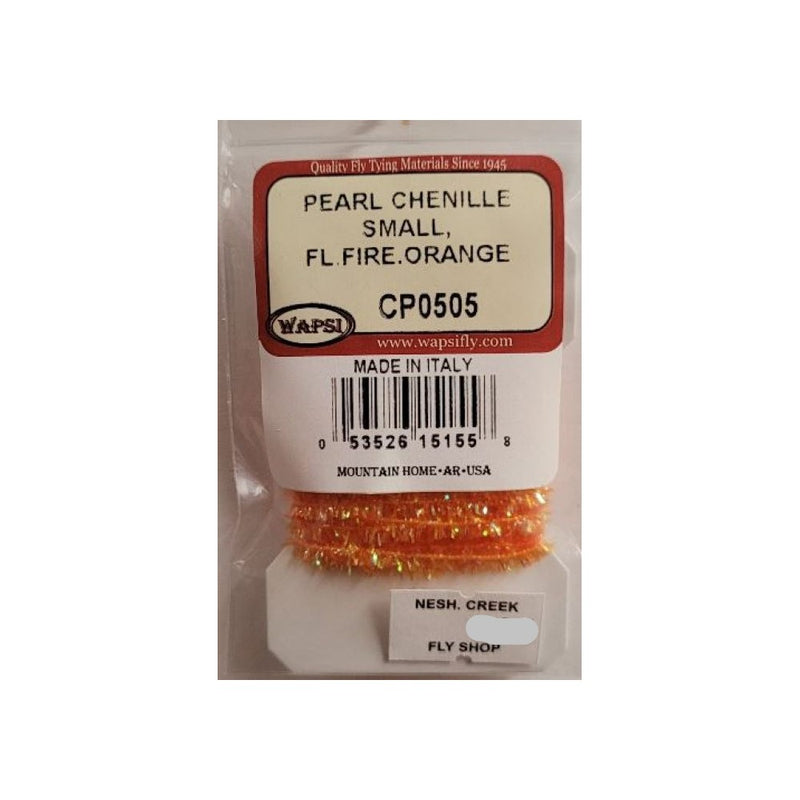 Quality Fly Tying Materials Since 1945
PEARL CHENILLE
SMALL,
FL.FIRE.ORANGE
CP0505
WAPSI
www.wapsifly.com
MADE IN ITALY
0 53526 15155 8
MOUNTAIN HOME•AR•USA
NESH. CREEK
FLY SHOP